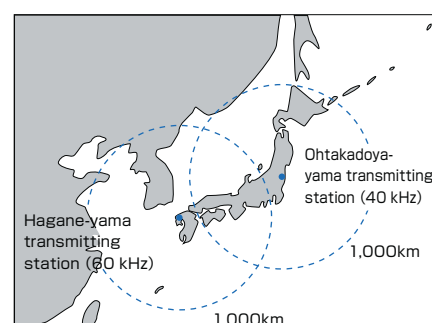 Ohtakadoya-
yama transmitting
station (40 kHz)
Hagane-yama
transmitting
station (60 kHz)
1,000km
1,000km